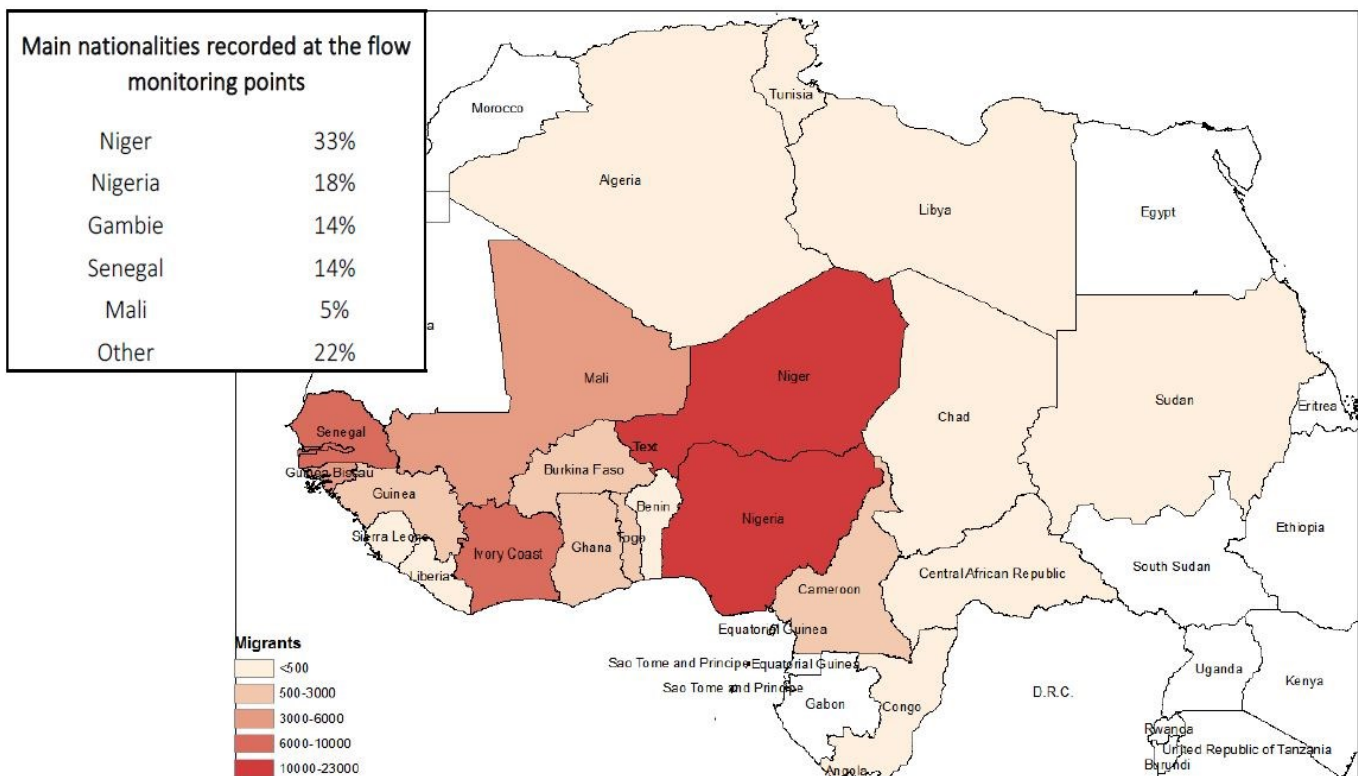 Main nationalities recorded at the flow
monitoring points
Niger 33%
Nigeria 18%
Gambie 14%
Senegal 14%
Mali 5%
Other 22%
Morocco
Tunisia
Algeria
Libya
Egypt
a
Mali
Niger
Chad
Sudan
Eritrea
Senegal
Text
Burkina Faso
Guinea Bissau
Guinea
Benin
Nigeria
Ethiopia
Sierra Leone
Ivory Coast
Ghana
Togo
Liberia
Central African Republic
South Sudan
Cameroon
Equatorial Guinea
Sao Tome and Principe
Equatorial Guinea
Sao Tome and Principe
Gabon
Congo
D.R.C.
Uganda
Kenya
Rwanda
United Republic of Tanzania
Burundi
Angola
Migrants
<500
500-3000
3000-6000
6000-10000
10000-23000